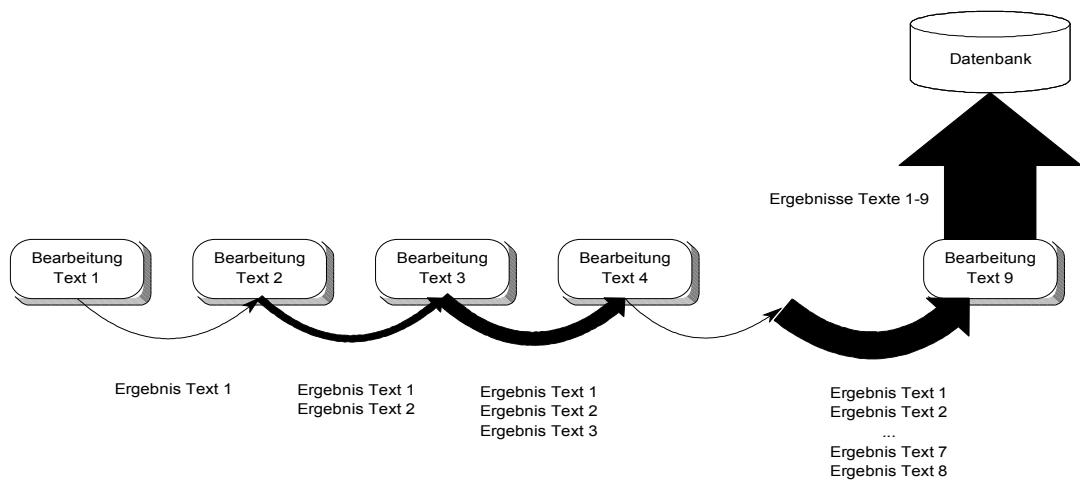 Datenbank
Ergebnisse Texte 1-9
Bearbeitung
Text 1
Bearbeitung
Text 2
Bearbeitung
Text 3
Bearbeitung
Text 4
Bearbeitung
Text 9
Ergebnis Text 1
Ergebnis Text 1
Ergebnis Text 2
Ergebnis Text 1
Ergebnis Text 2
Ergebnis Text 3
Ergebnis Text 1
Ergebnis Text 2
...
Ergebnis Text 7
Ergebnis Text 8